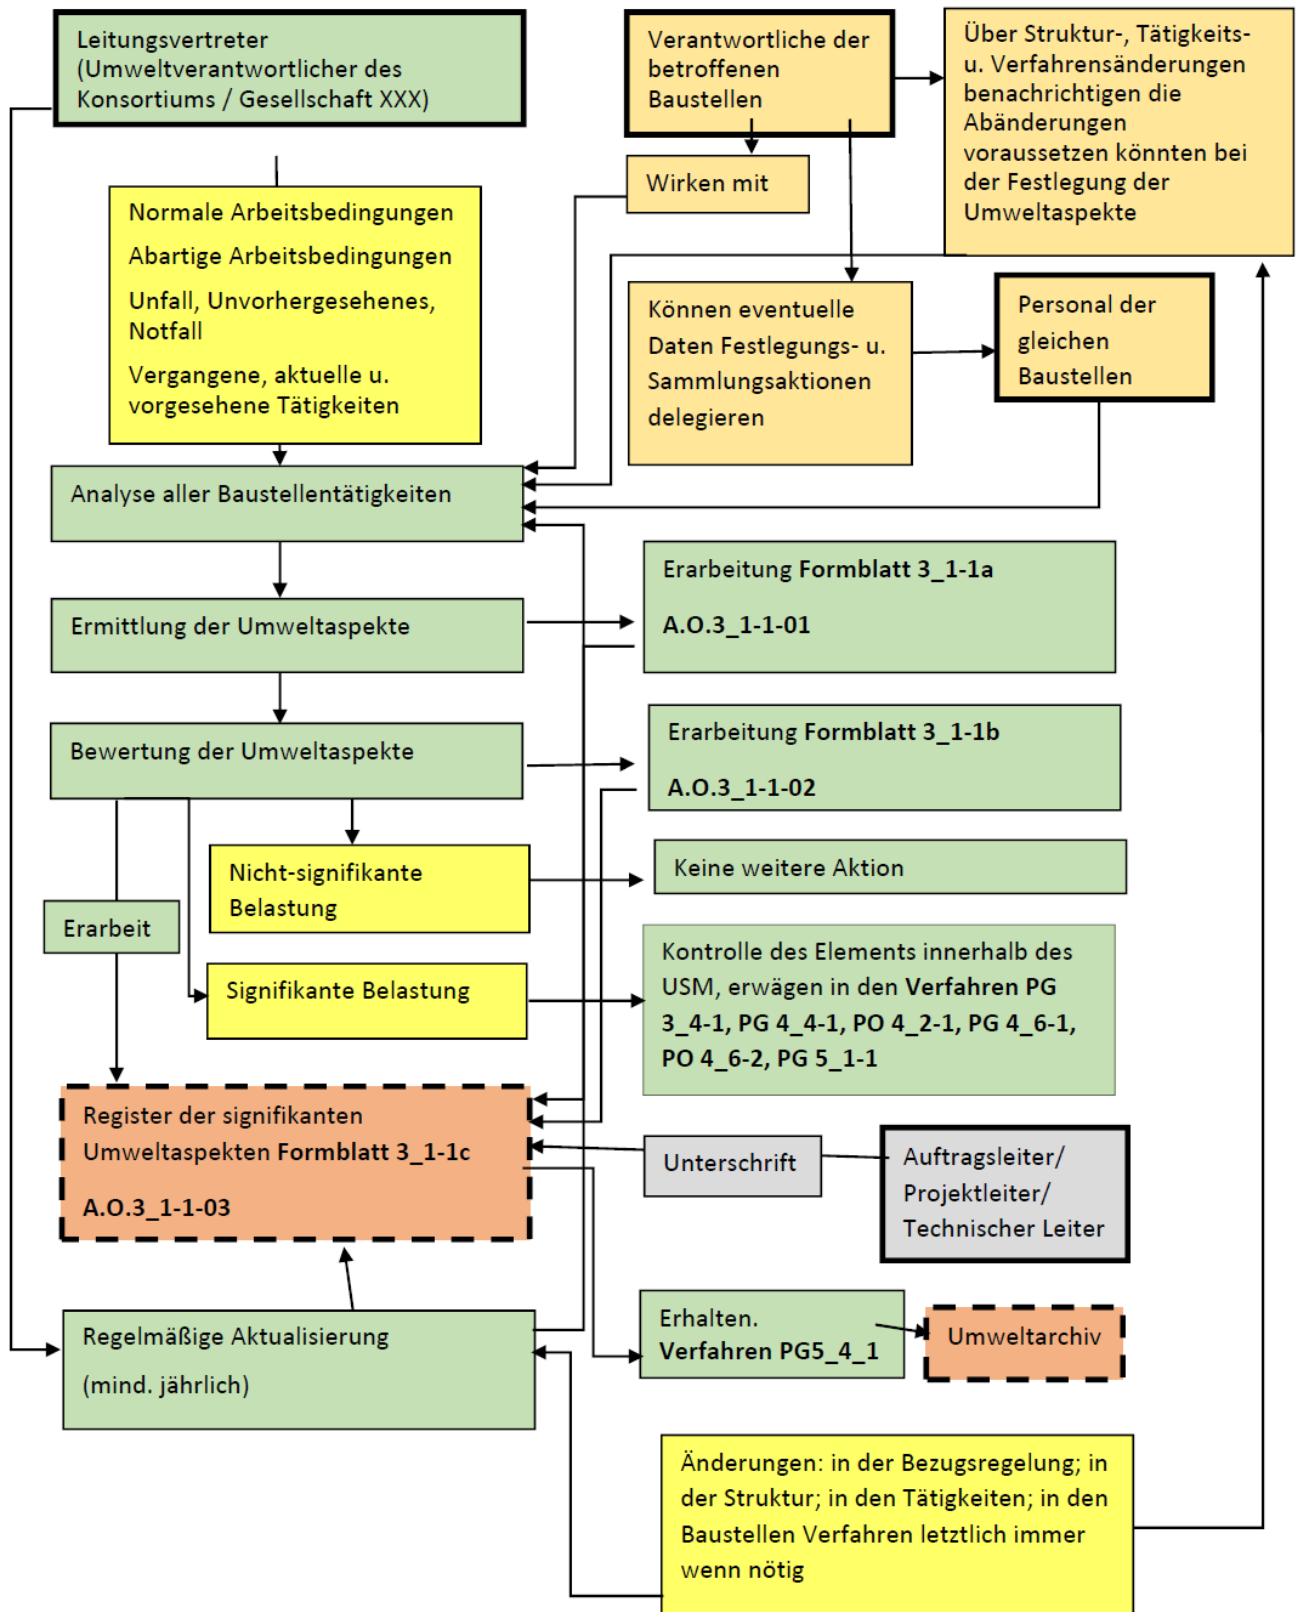 Leitungsvertreter
(Umweltverantwortlicher des
Konsortiums / Gesellschaft XXX)
Verantwortliche der
betroffenen
Baustellen
Über Struktur-, Tätigkeits-
u. Verfahrensänderungen
benachrichtigen die
Abänderungen
voraussetzen könnten bei
der Festlegung der
Umweltaspekte
Wirken mit
Normale Arbeitsbedingungen
Abartige Arbeitsbedingungen
Unfall, Unvorhergesehenes,
Notfall
Vergangene, aktuelle u.
vorgesehene Tätigkeiten
Können eventuelle
Daten Festlegungs- u.
Sammlungsaktionen
delegieren
Personal der
gleichen
Baustellen
Analyse aller Baustellentätigkeiten
Ermittlung der Umweltaspekte
Erarbeitung Formblatt 3_1-1a
A.O.3_1-1-01
Bewertung der Umweltaspekte
Erarbeitung Formblatt 3_1-1b
A.O.3_1-1-02
Nicht-signifikante
Belastung
Keine weitere Aktion
Erarbeit
Signifikante Belastung
Kontrolle des Elements innerhalb des
USM, erwägen in den Verfahren PG
3_4-1, PG 4_4-1, PO 4_2-1, PG 4_6-1,
PO 4_6-2, PG 5_1-1
Register der signifikanten
Umweltaspekten Formblatt 3_1-1c
A.O.3_1-1-03
Unterschrift
Auftragsleiter/
Projektleiter/
Technischer Leiter
Regelmäßige Aktualisierung
(mind. jährlich)
Erhalten.
Verfahren PG5_4_1
Umweltarchiv
Änderungen: in der Bezugsregelung; in
der Struktur; in den Tätigkeiten; in den
Baustellen Verfahren letztlich immer
wenn nötig